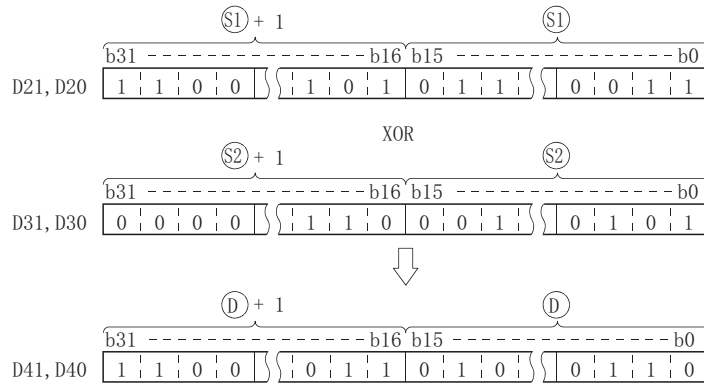 S1 + 1 S1
b31 b16 b15 b0
D21, D20 1 1 0 0 1 0 1 0 1 1 0 0 1 1
XOR
S2 + 1 S2
b31 b16 b15 b0
D31, D30 0 0 0 0 1 1 0 0 0 1 0 1 0 1
D + 1 D
b31 b16 b15 b0
D41, D40 1 1 0 0 0 1 1 0 1 0 0 1 1 0